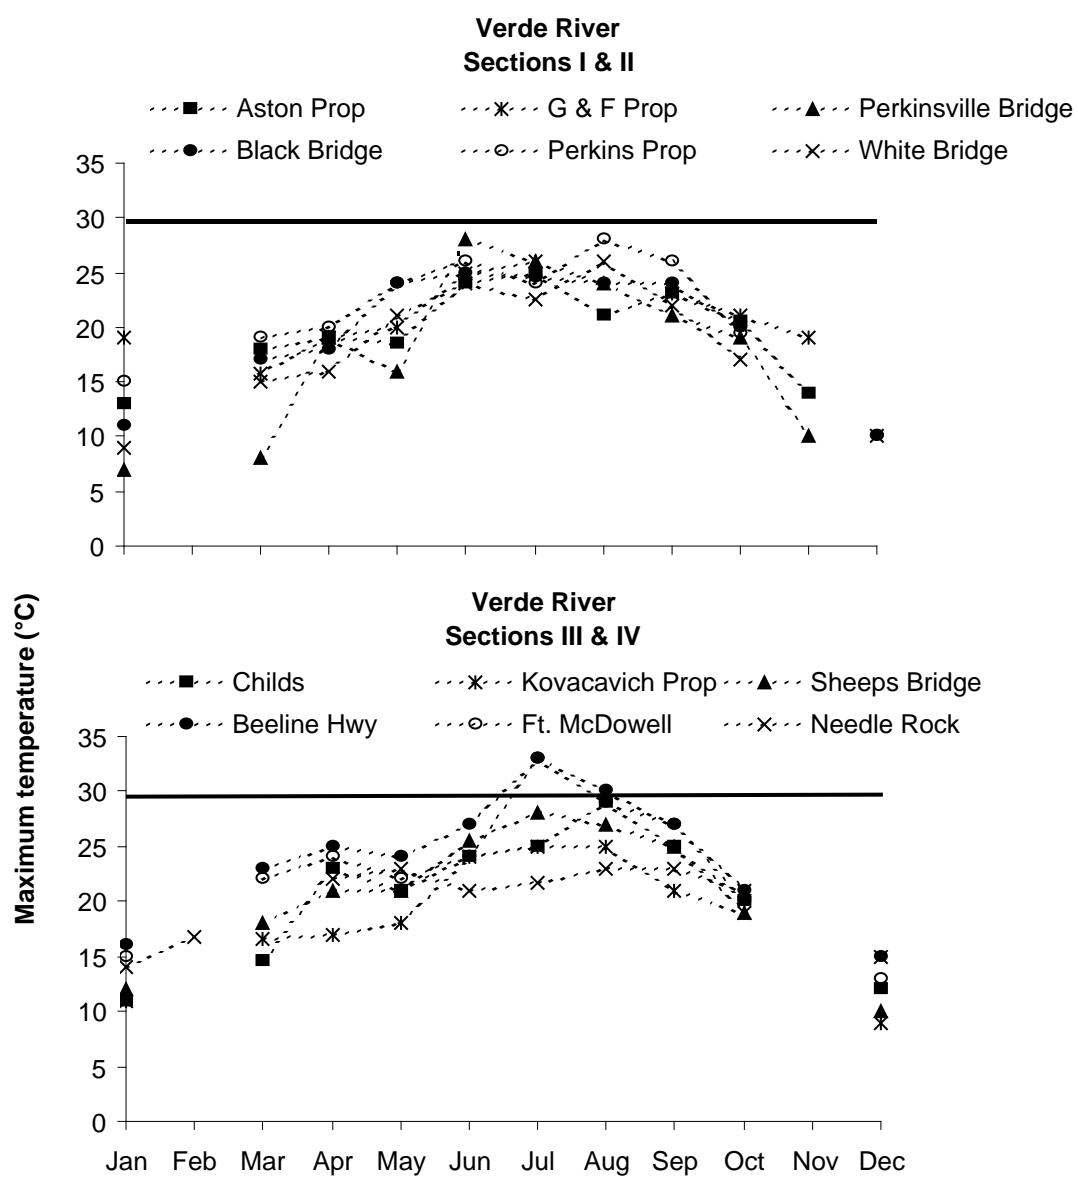 Verde River
Sections I & II
Aston Prop G & F Prop Perkinsville Bridge
Black Bridge Perkins Prop White Bridge
35
30
25
20
15
10
5
0
Verde River
Sections III & IV
Maximum temperature (°C)
Childs Kovacavich Prop Sheeps Bridge
Beeline Hwy Ft. McDowell Needle Rock
35
30
25
20
15
10
5
0
Jan Feb Mar Apr May Jun Jul Aug Sep Oct Nov Dec